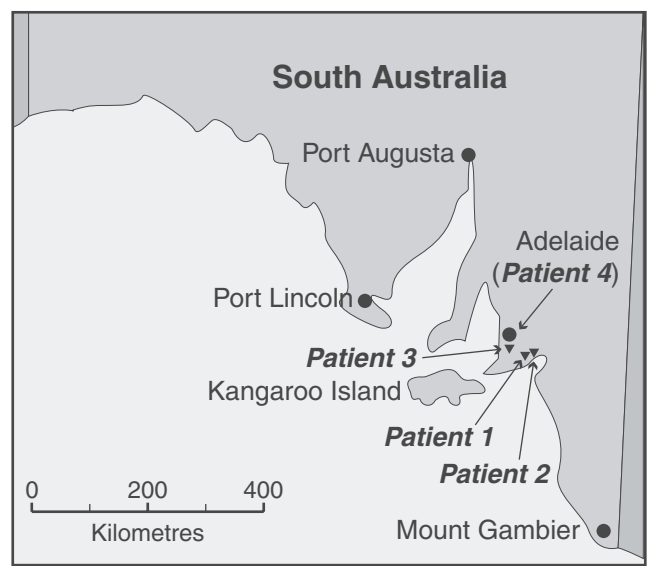 South Australia
Port Augusta
Adelaide
(Patient 4)
Port Lincoln
Patient 3
Kangaroo Island
Patient 1
Patient 2
0 200 400
Kilometres
Mount Gambier